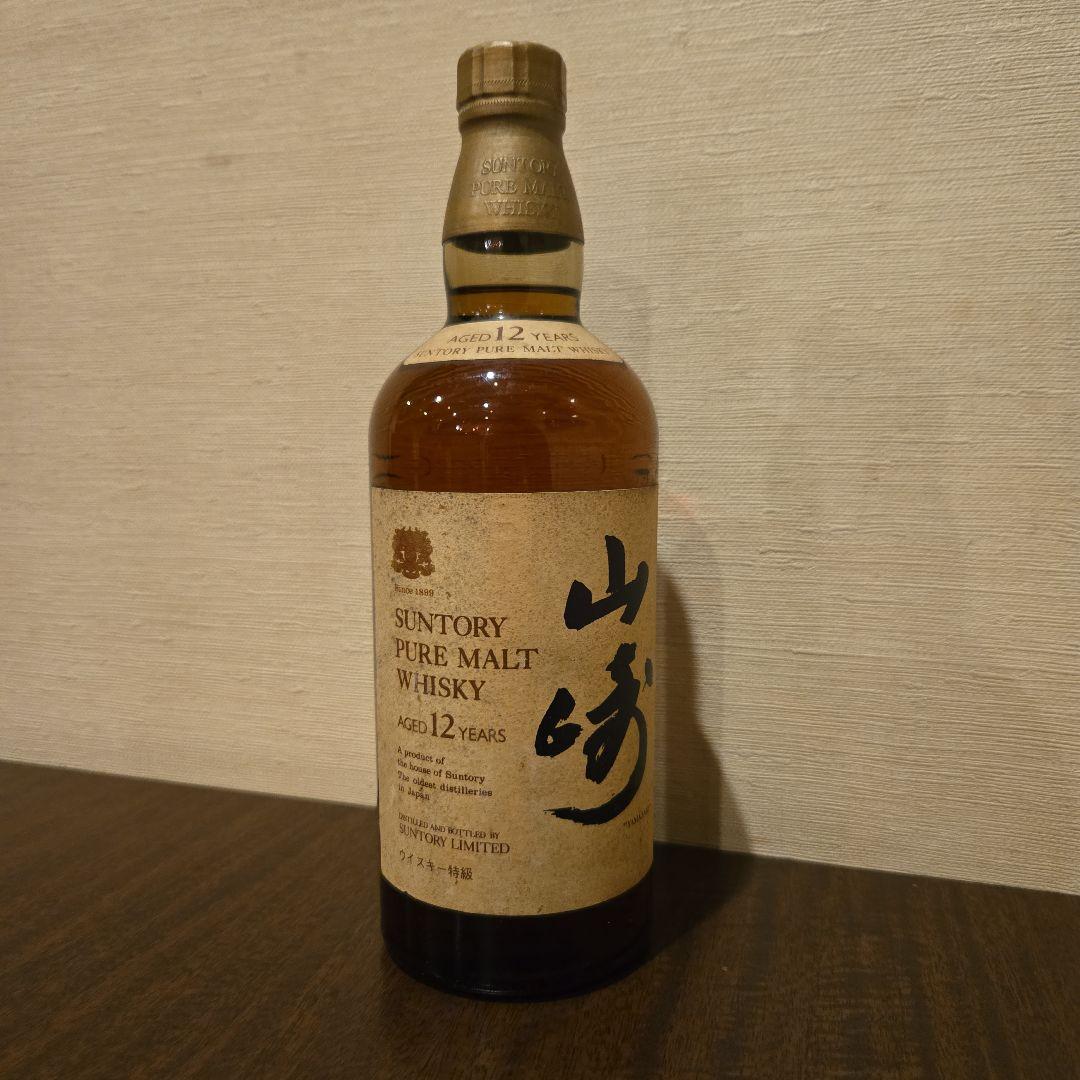 SUNTORY
PURE MALT
WHISKY
AGED 12 YEARS
SUNTORY PURE MALT WHISKY
Since 1899
SUNTORY
PURE MALT
WHISKY
AGED 12 YEARS
A product of
the house of Suntory
The oldest distilleries
in Japan
DISTILLED AND BOTTLED BY
SUNTORY LIMITED
ウイスキー特級
山崎
"YAMAZAKI"